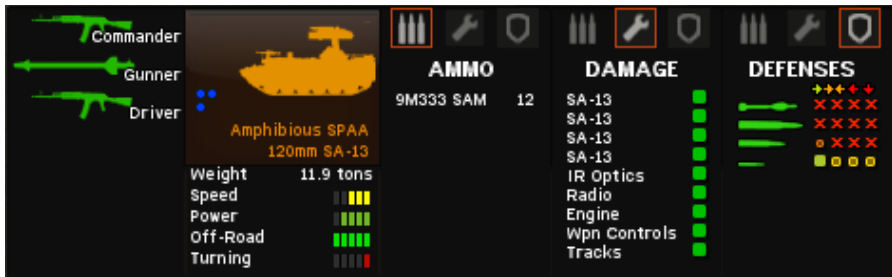 Commander
Gunner
Driver
Amphibious SPAA
120mm SA-13
Weight 11.9 tons
Speed
Power
Off-Road
Turning
AMMO
9M333 SAM 12
DAMAGE
SA-13
SA-13
SA-13
SA-13
IR Optics
Radio
Engine
Wpn Controls
Tracks
DEFENSES